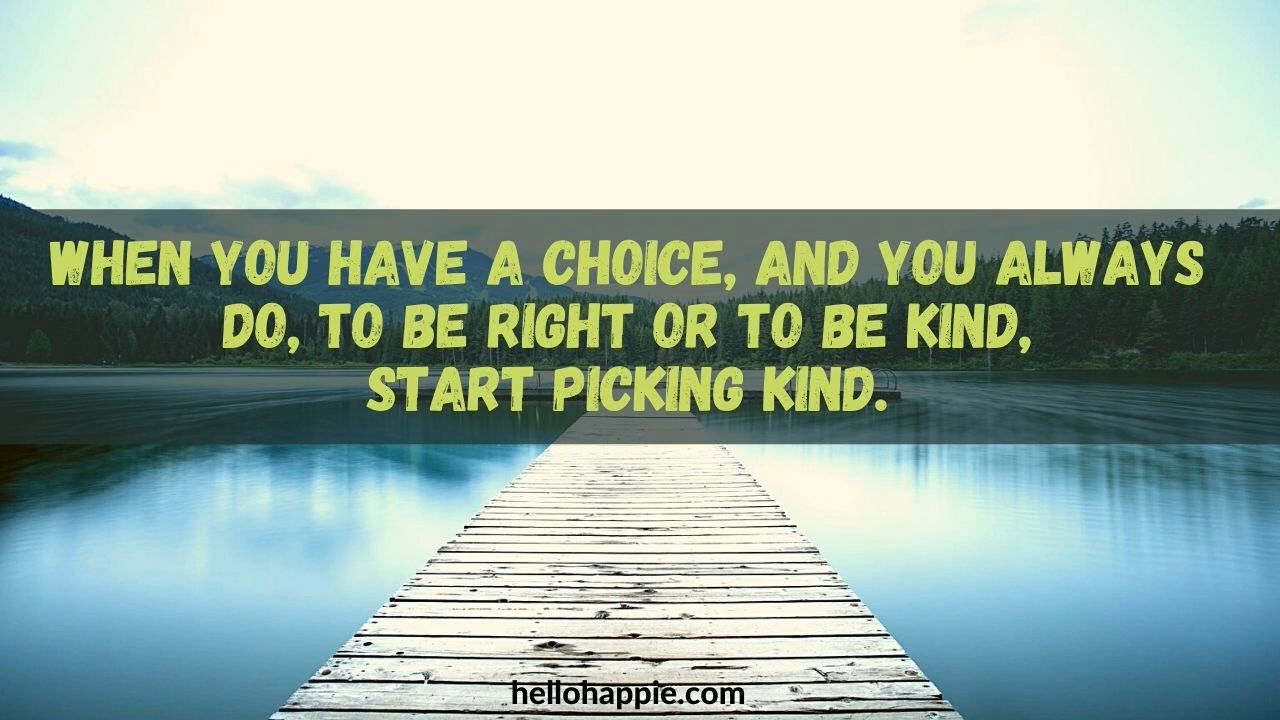 WHEN YOU HAVE A CHOICE, AND YOU ALWAYS
DO, TO BE RIGHT OR TO BE KIND,
START PICKING KIND.
hellohappie.com